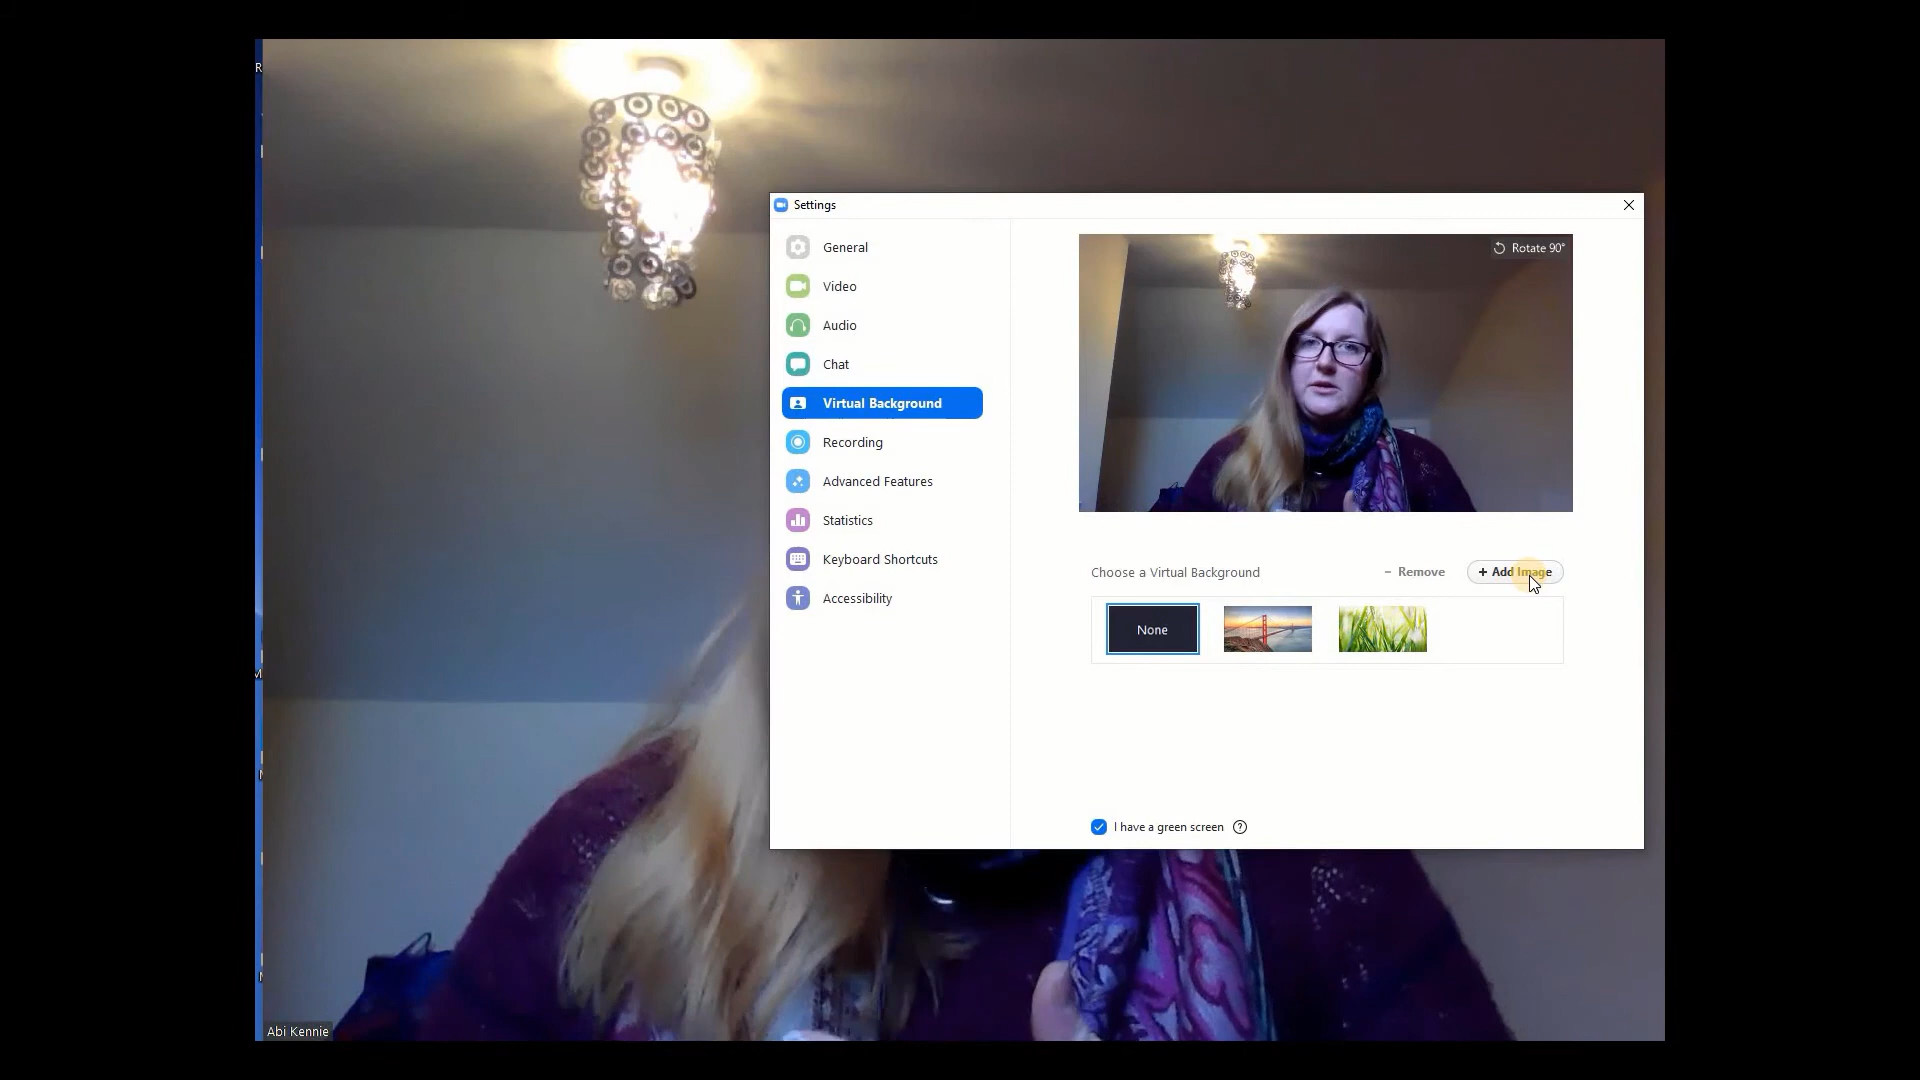 R
Settings
Rotate 90°
General
Video
Audio
Chat
Virtual Background
Recording
Advanced Features
Statistics
Keyboard Shortcuts
Accessibility
Choose a Virtual Background
− Remove
+ Add Image
None
I have a green screen ?
Abi Kennie